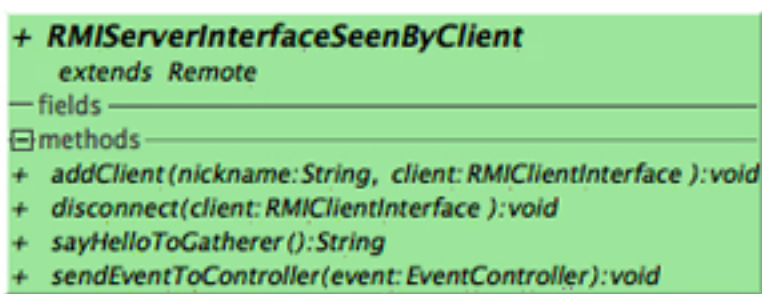 + RMIServerInterfaceSeenByClient
extends Remote
fields
methods
+ addClient(nickname:String, client:RMIClientInterface ):void
+ disconnect(client:RMIClientInterface ):void
+ sayHelloToGatherer():String
+ sendEventToController(event:EventController):void